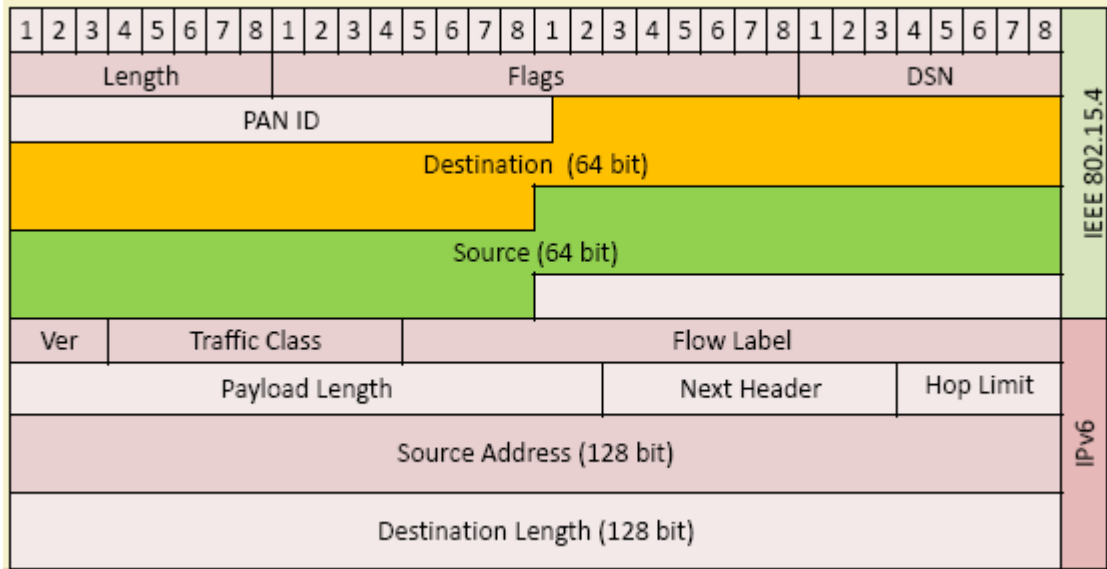 1 2 3 4 5 6 7 8 1 2 3 4 5 6 7 8 1 2 3 4 5 6 7 8 1 2 3 4 5 6 7 8
Length Flags DSN
PAN ID
Destination (64 bit)
Source (64 bit)
IEEE 802.15.4
Ver Traffic Class Flow Label
Payload Length Next Header Hop Limit
Source Address (128 bit)
Destination Length (128 bit)
IPv6